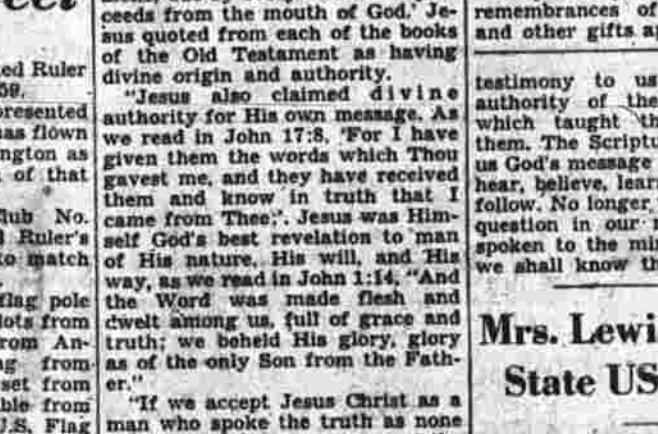 ed Ruler
59.
presented
has flown
ngton as
of that
lub No.
Ruler's
to match
flag pole
lots from
rom An-
ng from
set from
ble from
U.S. Flag
ceeds from the mouth of God,' Je-
sus quoted from each of the books
of the Old Testament as having
divine origin and authority.
"Jesus also claimed divine
authority for His own message. As
we read in John 17:8, 'For I have
given them the words which Thou
gavest me, and they have received
them and know in truth that I
came from Thee:'. Jesus was Him-
self God's best revelation to man
of His nature, His will, and His
way, as we read in John 1:14, "And
the Word was made flesh and
dwelt among us, full of grace and
truth; we beheld His glory, glory
as of the only Son from the Fath-
er."
"If we accept Jesus Christ as a
man who spoke the truth as none
remembrances of
and other gifts
testimony to us
authority of the
which taught
them. The Scriptu
us God's message
hear, believe, lear
follow. No longer
question in our
spoken to the
we shall know
Mrs. Lewi
State US